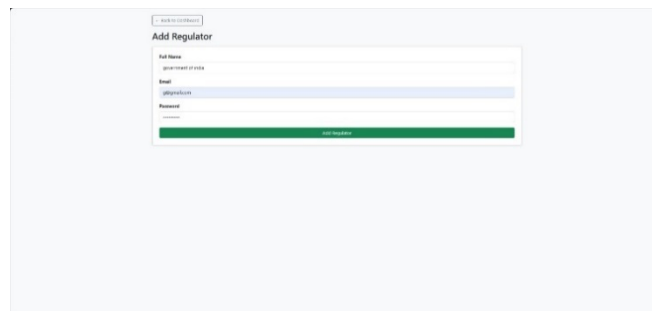 ← Back to Dashboard
Add Regulator
Full Name
government of india
Email
Password
Add Regulator